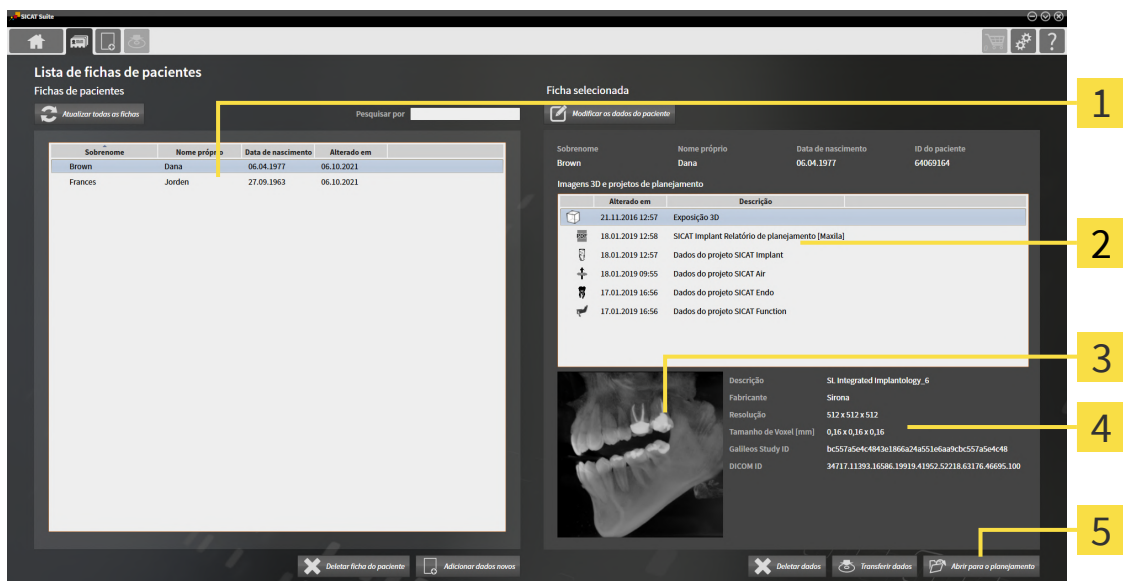 SICAT Suite
?
Lista de fichas de pacientes
Fichas de pacientes
Atualizar todas as fichas
Pesquisar por
Sobrenome Nome próprio Data de nascimento Alterado em
Brown Dana 06.04.1977 06.10.2021
Frances Jorden 27.09.1963 06.10.2021
Deletar ficha do paciente
Adicionar dados novos
Ficha selecionada
Modificar os dados do paciente
Sobrenome Nome próprio Data de nascimento ID do paciente
Brown Dana 06.04.1977 64069164
Imagens 3D e projetos de planejamento
Alterado em Descrição
21.11.2016 12:57 Exposição 3D
18.01.2019 12:58 SICAT Implant Relatório de planejamento [Maxila]
18.01.2019 12:57 Dados do projeto SICAT Implant
18.01.2019 09:55 Dados do projeto SICAT Air
17.01.2019 16:56 Dados do projeto SICAT Endo
17.01.2019 16:56 Dados do projeto SICAT Function
Descrição SL Integrated Implantology_6
Fabricante Sirona
Resolução 512 x 512 x 512
Tamanho de Voxel [mm] 0,16 x 0,16 x 0,16
Galileos Study ID bc557a5e4c4843e1866a24a551e6aa9cbc557a5e4c48
DICOM ID 34717.11393.16586.19919.41952.52218.63176.46695.100
Deletar dados
Transferir dados
Abrir para o planejamento
1
2
3
4
5